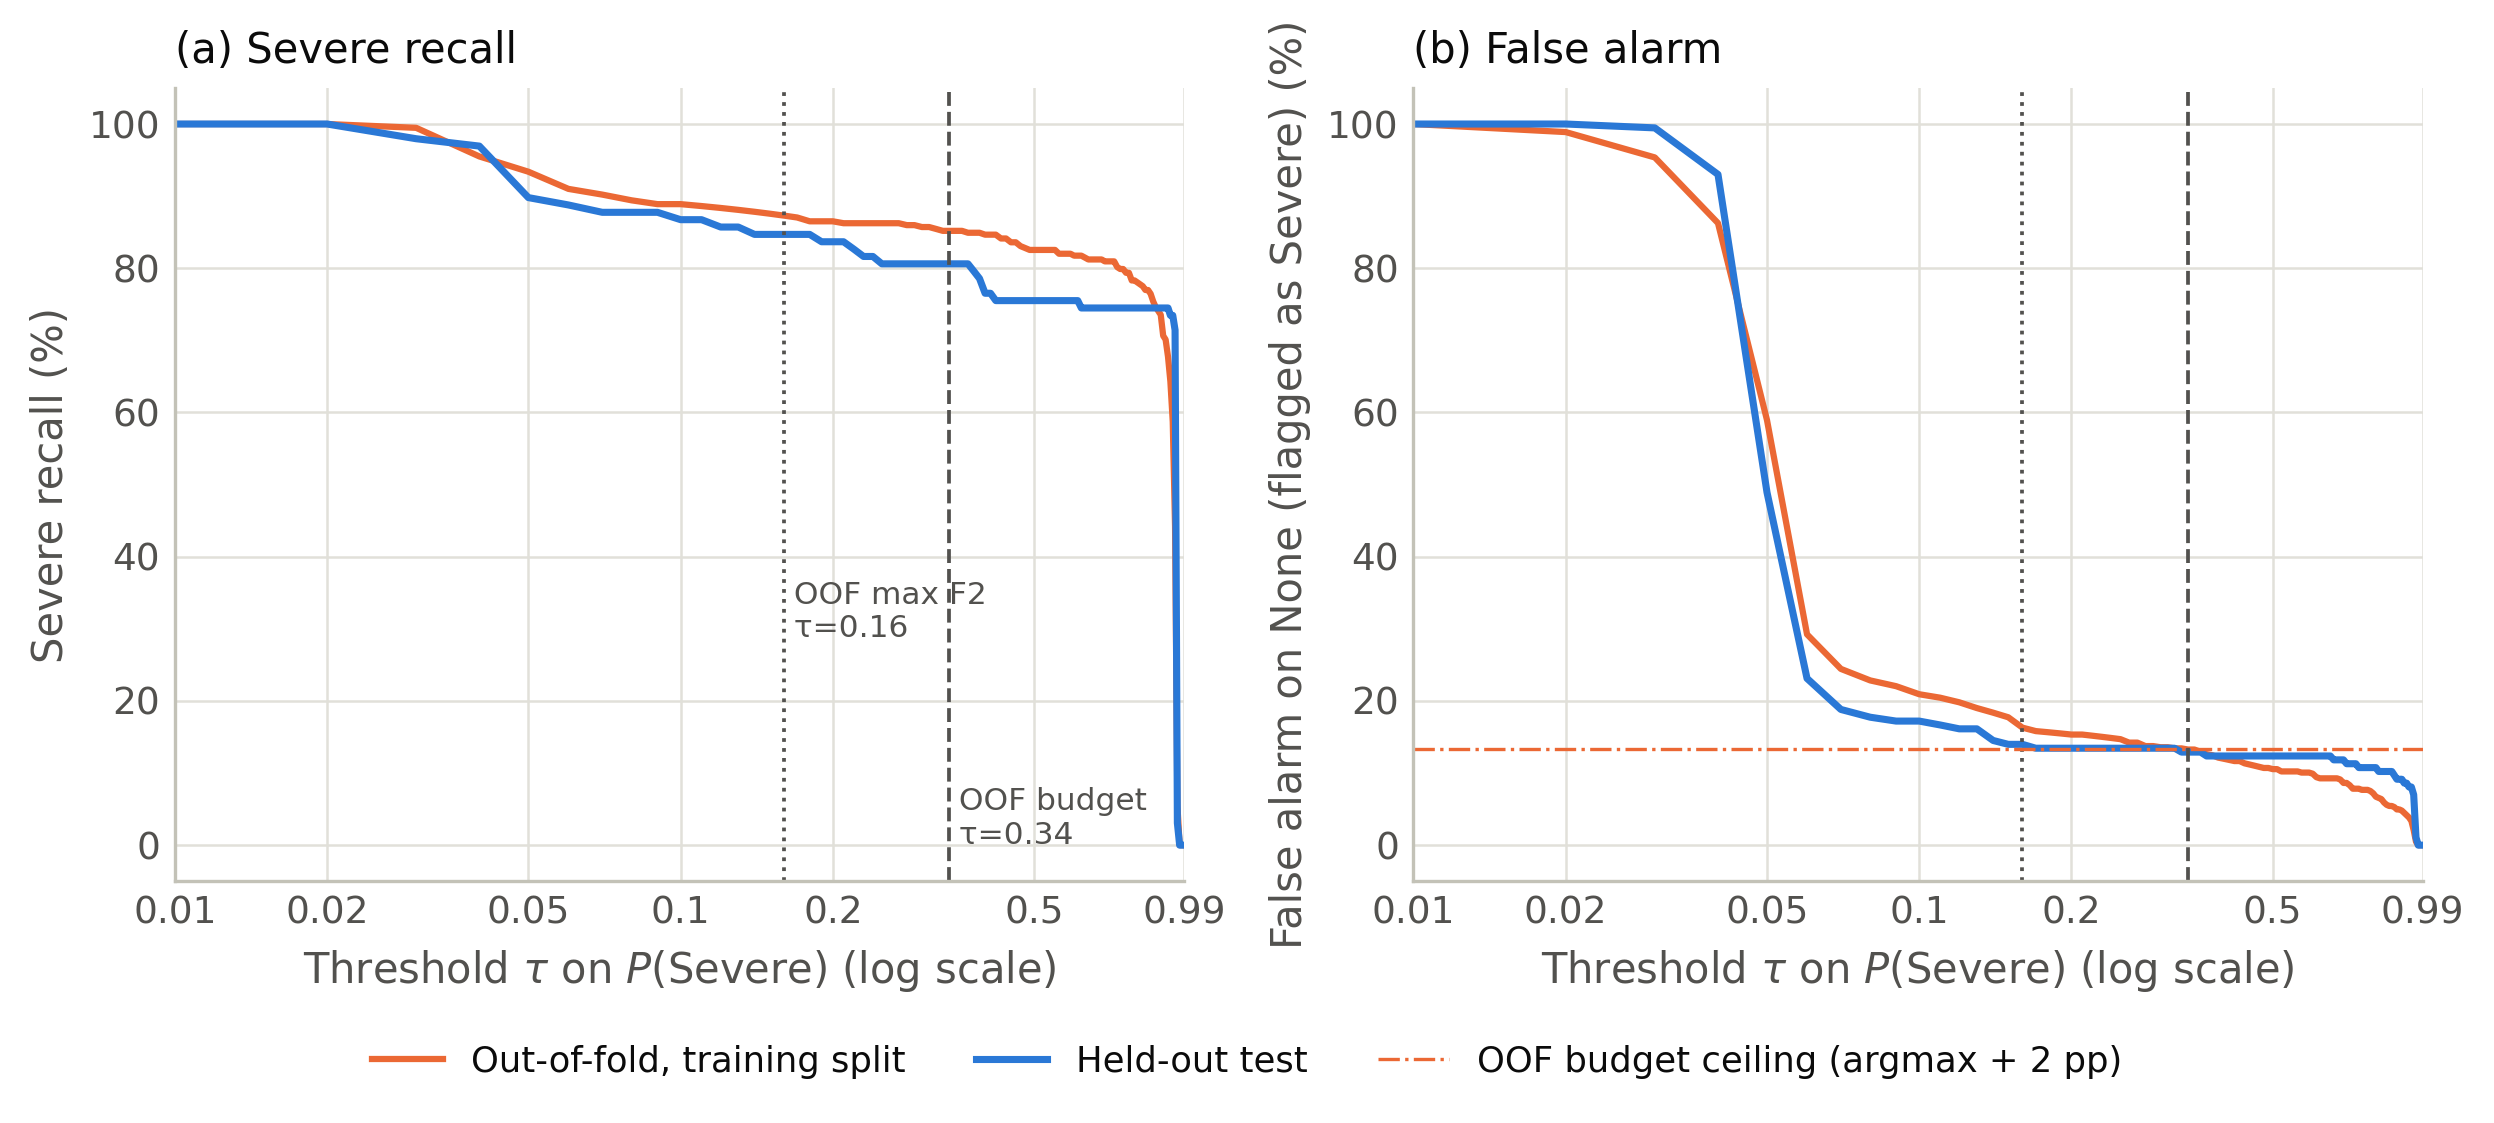 (a) Severe recall
Severe recall (%)
100
80
60
40
20
0
OOF max F2
τ=0.16
OOF budget
τ=0.34
0.01 0.02 0.05 0.1 0.2 0.5 0.99
Threshold τ on P(Severe) (log scale)
(b) False alarm
False alarm on None (flagged as Severe) (%)
100
80
60
40
20
0
0.01 0.02 0.05 0.1 0.2 0.5 0.99
Threshold τ on P(Severe) (log scale)
Out-of-fold, training split Held-out test OOF budget ceiling (argmax + 2 pp)